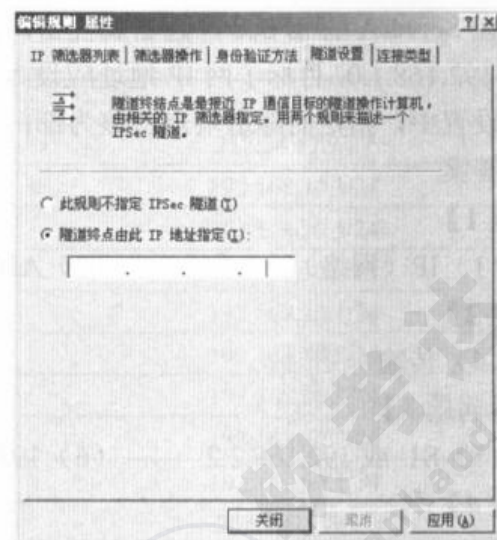 编辑规则 属性
? ×
IP 筛选器列表 筛选器操作 身份验证方法 隧道设置 连接类型
隧道终结点是最接近 IP 通信目标的隧道操作计算机，
由相关的 IP 筛选器指定。用两个规则来描述一个
IPSec 隧道。
此规则不指定 IPSec 隧道(T)
隧道终点由此 IP 地址指定(I):
. . .
软考达
关闭 取消 应用(A)